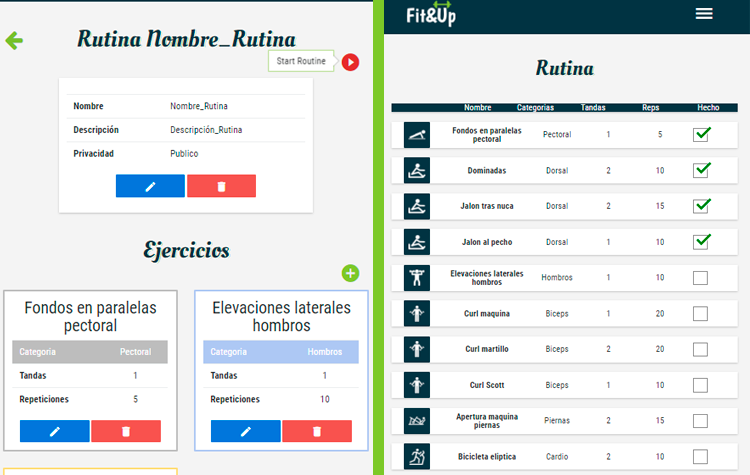 Rutina Nombre_Rutina
Start Routine
Nombre Nombre_Rutina
Descripción Descripción_Rutina
Privacidad Publico
Ejercicios
Fondos en paralelas
pectoral
Categoria Pectoral
Tandas 1
Repeticiones 5
Elevaciones laterales
hombros
Categoria Hombros
Tandas 1
Repeticiones 10
Fit&Up
Rutina
Nombre Categorias Tandas Reps Hecho
Fondos en paralelas
pectoral Pectoral 1 5
Dominadas Dorsal 2 10
Jalon tras nuca Dorsal 2 15
Jalon al pecho Dorsal 1 10
Elevaciones laterales
hombros Hombros 1 10
Curl maquina Biceps 1 20
Curl martillo Biceps 2 20
Curl Scott Biceps 1 10
Apertura maquina
piernas Piernas 2 15
Bicicleta eliptica Cardio 2 10